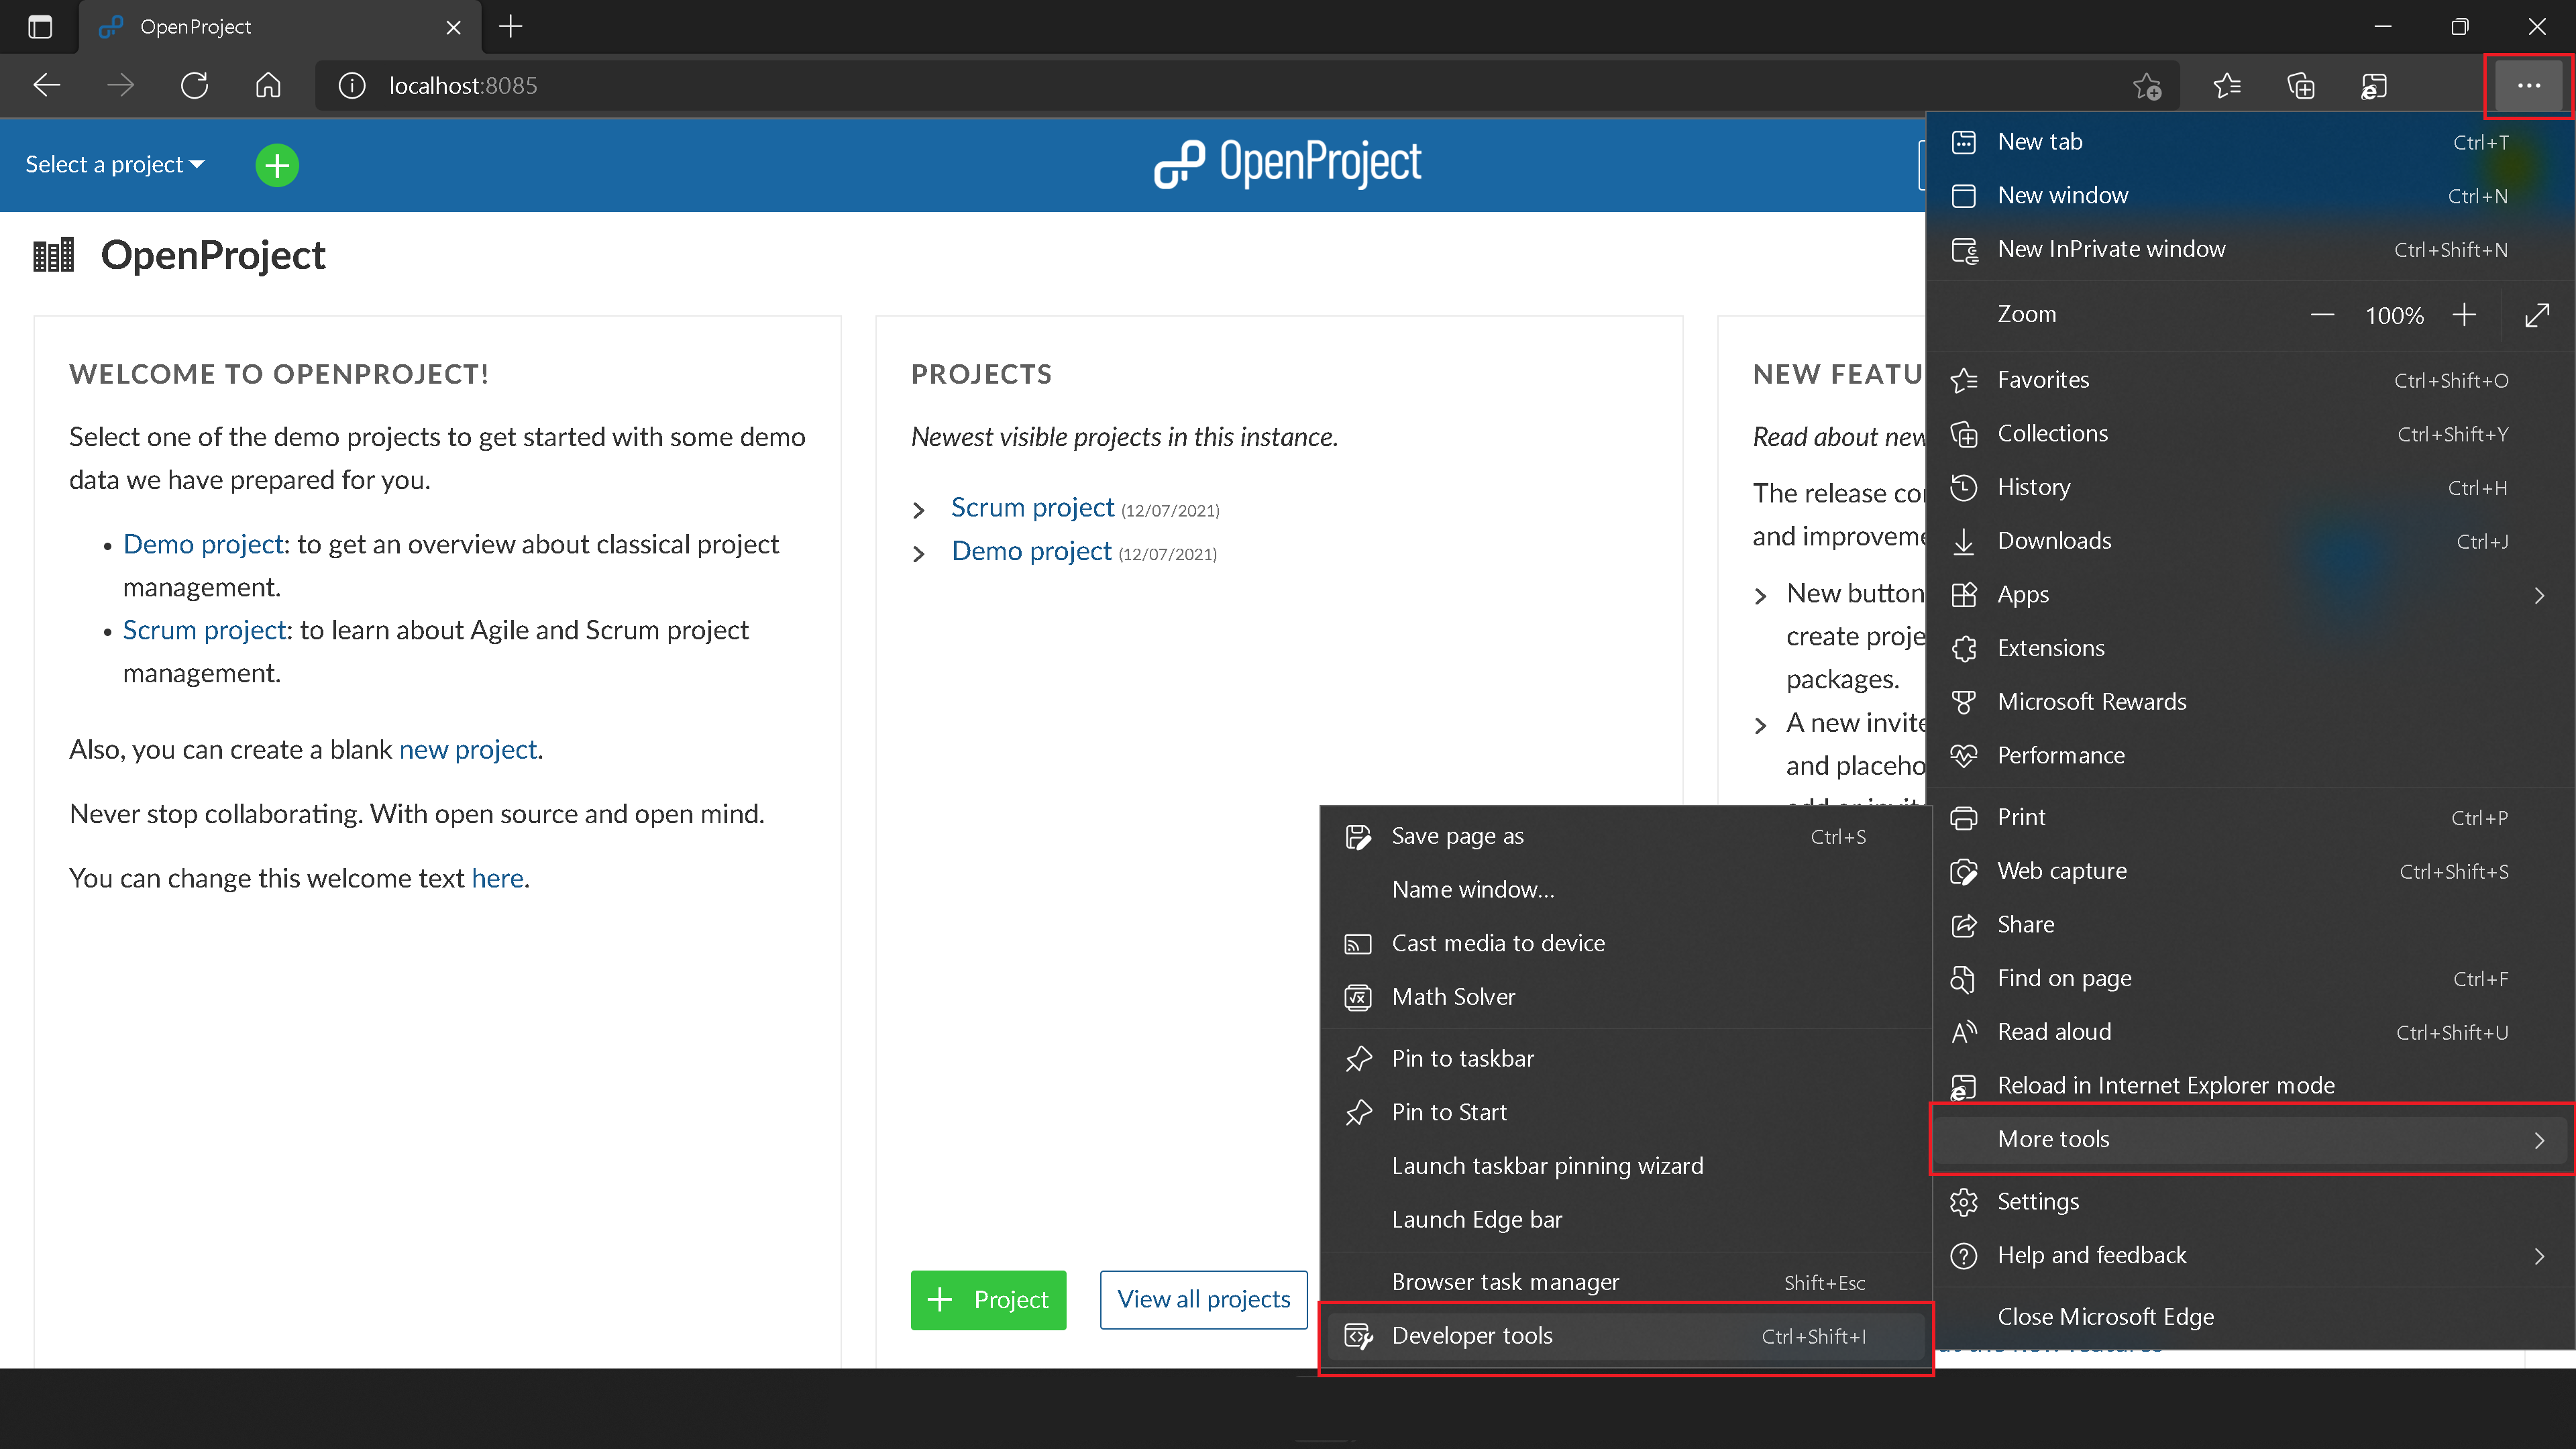 OpenProject
localhost:8085
Select a project
OpenProject
OpenProject
WELCOME TO OPENPROJECT!
Select one of the demo projects to get started with some demo
data we have prepared for you.
Demo project: to get an overview about classical project
management.
Scrum project: to learn about Agile and Scrum project
management.
Also, you can create a blank new project.
Never stop collaborating. With open source and open mind.
You can change this welcome text here.
PROJECTS
Newest visible projects in this instance.
Scrum project (12/07/2021)
Demo project (12/07/2021)
Project
View all projects
NEW FEATU
Read about new
The release co
and improveme
New button
create proje
packages.
A new invite
and placeho
New tab Ctrl+T
New window Ctrl+N
New InPrivate window Ctrl+Shift+N
Zoom 100%
Favorites Ctrl+Shift+O
Collections Ctrl+Shift+Y
History Ctrl+H
Downloads Ctrl+J
Apps
Extensions
Microsoft Rewards
Performance
Print Ctrl+P
Web capture Ctrl+Shift+S
Share
Find on page Ctrl+F
Read aloud Ctrl+Shift+U
Reload in Internet Explorer mode
More tools
Settings
Help and feedback
Close Microsoft Edge
Save page as Ctrl+S
Name window...
Cast media to device
Math Solver
Pin to taskbar
Pin to Start
Launch taskbar pinning wizard
Launch Edge bar
Browser task manager Shift+Esc
Developer tools Ctrl+Shift+I